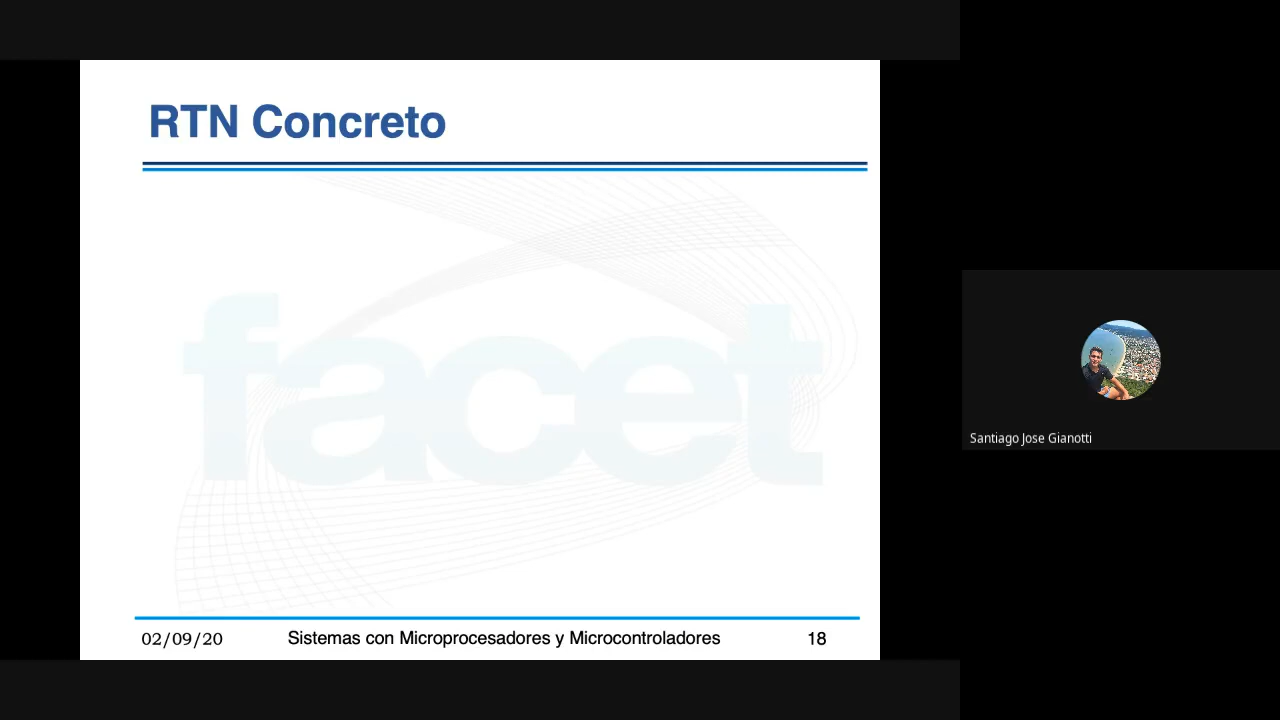 RTN Concreto
facet
02/09/20 Sistemas con Microprocesadores y Microcontroladores 18
Santiago Jose Gianotti